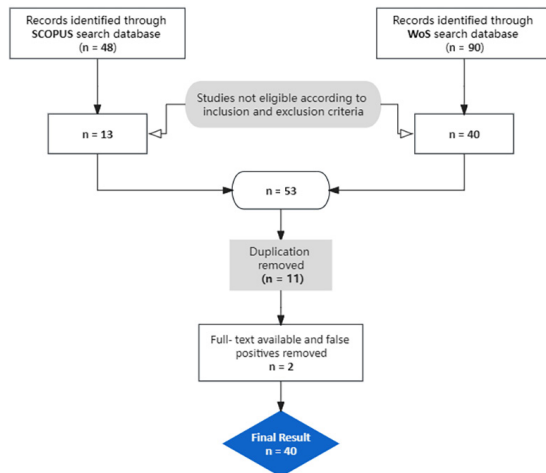 Records identified through
SCOPUS search database
(n = 48)
Records identified through
WoS search database
(n = 90)
Studies not eligible according to
inclusion and exclusion criteria
n = 13
n = 40
n = 53
Duplication
removed
(n = 11)
Full- text available and false
positives removed
n = 2
Final Result
n = 40